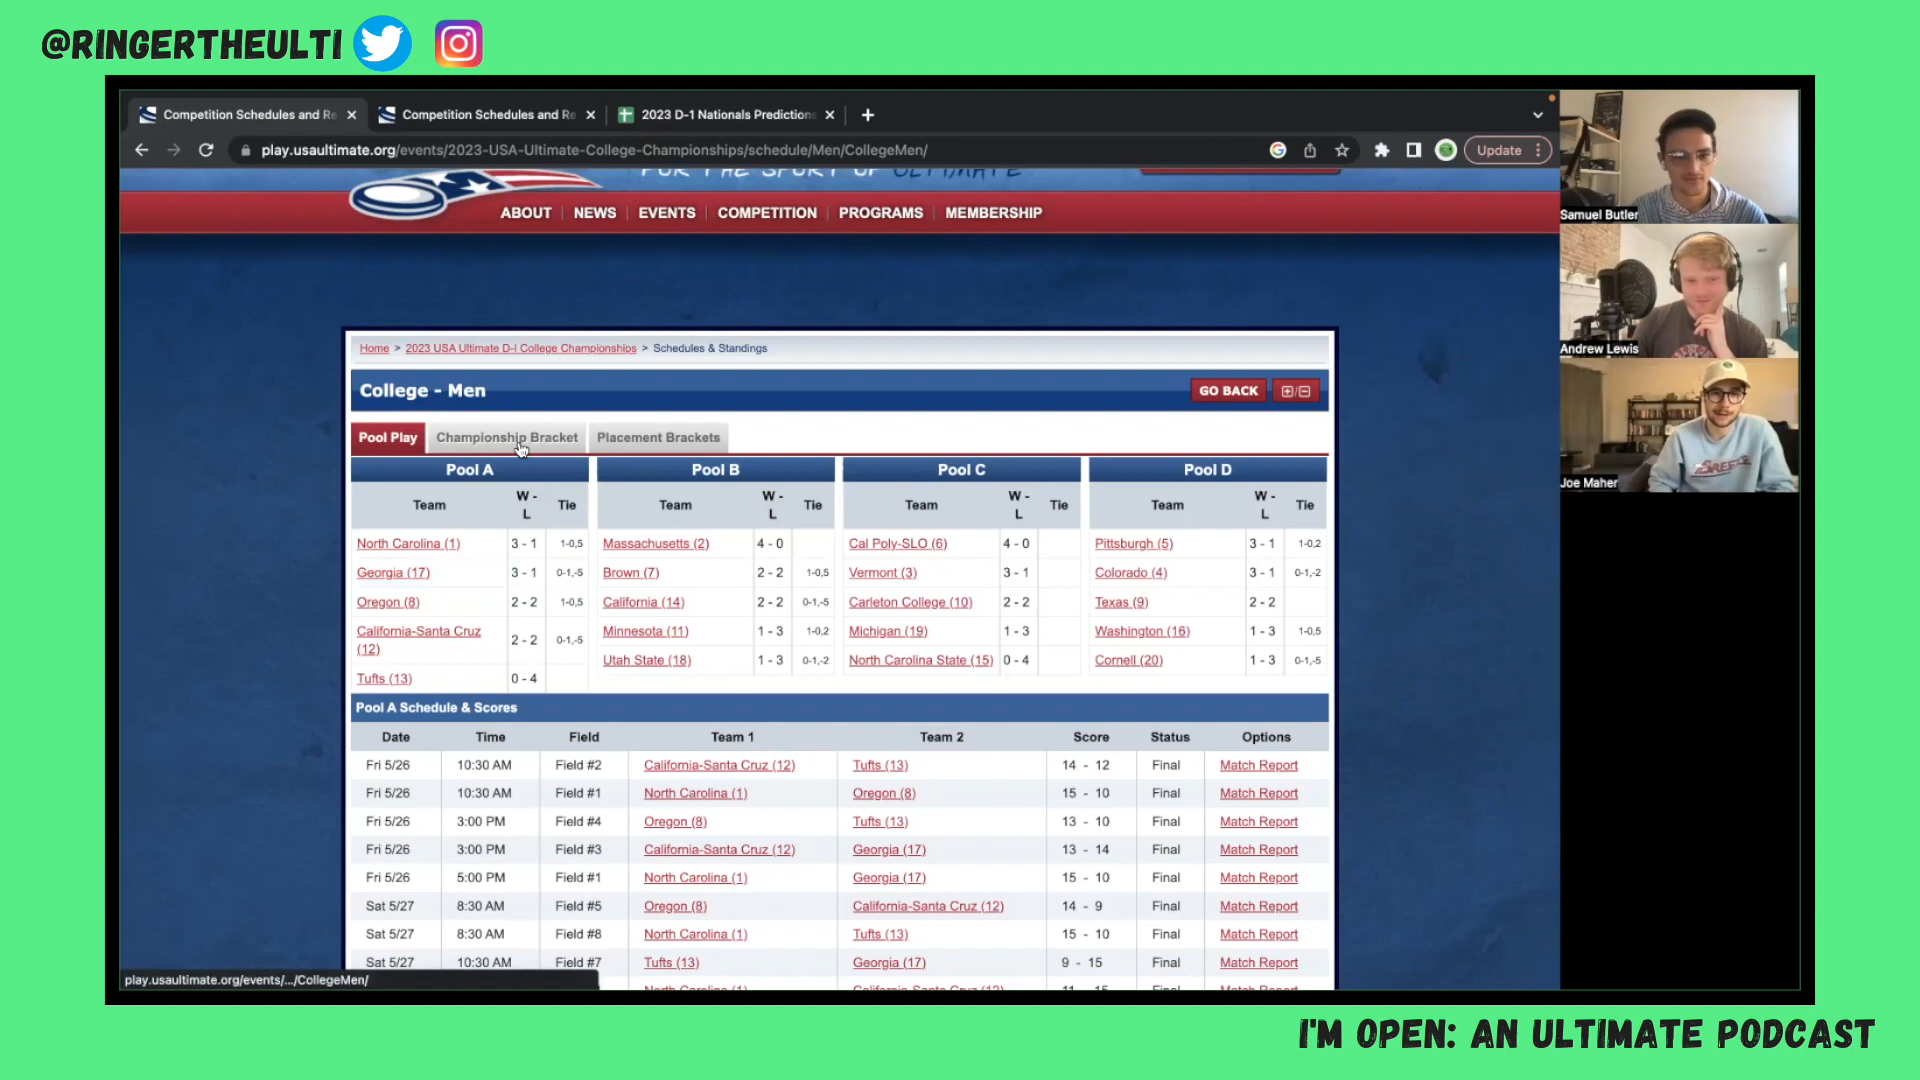 @RINGERTHEULTI
Competition Schedules and Re
Competition Schedules and Re
2023 D-1 Nationals Predictions
play.usaultimate.org/events/2023-USA-Ultimate-College-Championships/schedule/Men/CollegeMen/
Update
FOR THE SPORT OF ULTIMATE
ABOUT NEWS EVENTS COMPETITION PROGRAMS MEMBERSHIP
Samuel Butler
Andrew Lewis
Joe Maher
Home > 2023 USA Ultimate D-I College Championships > Schedules & Standings
College - Men GO BACK
Pool Play Championship Bracket Placement Brackets
Pool A Pool B Pool C Pool D
Team W - L Tie Team W - L Tie Team W - L Tie Team W - L Tie
North Carolina (1) 3 - 1 1-0,5 Massachusetts (2) 4 - 0 Cal Poly-SLO (6) 4 - 0 Pittsburgh (5) 3 - 1 1-0,2
Georgia (17) 3 - 1 0-1,-5 Brown (7) 2 - 2 1-0,5 Vermont (3) 3 - 1 Colorado (4) 3 - 1 0-1,-2
Oregon (8) 2 - 2 1-0,5 California (14) 2 - 2 0-1,-5 Carleton College (10) 2 - 2 Texas (9) 2 - 2
California-Santa Cruz (12) 2 - 2 0-1,-5 Minnesota (11) 1 - 3 1-0,2 Michigan (19) 1 - 3 Washington (16) 1 - 3 1-0,5
Tufts (13) 0 - 4 Utah State (18) 1 - 3 0-1,-2 North Carolina State (15) 0 - 4 Cornell (20) 1 - 3 0-1,-5
Pool A Schedule & Scores
Date Time Field Team 1 Team 2 Score Status Options
Fri 5/26 10:30 AM Field #2 California-Santa Cruz (12) Tufts (13) 14 - 12 Final Match Report
Fri 5/26 10:30 AM Field #1 North Carolina (1) Oregon (8) 15 - 10 Final Match Report
Fri 5/26 3:00 PM Field #4 Oregon (8) Tufts (13) 13 - 10 Final Match Report
Fri 5/26 3:00 PM Field #3 California-Santa Cruz (12) Georgia (17) 13 - 14 Final Match Report
Fri 5/26 5:00 PM Field #1 North Carolina (1) Georgia (17) 15 - 10 Final Match Report
Sat 5/27 8:30 AM Field #5 Oregon (8) California-Santa Cruz (12) 14 - 9 Final Match Report
Sat 5/27 8:30 AM Field #8 North Carolina (1) Tufts (13) 15 - 10 Final Match Report
Sat 5/27 10:30 AM Field #7 Tufts (13) Georgia (17) 9 - 15 Final Match Report
North Carolina (1) California-Santa Cruz (12) 11 - 15 Final Match Report
play.usaultimate.org/events/.../CollegeMen/
I'M OPEN: AN ULTIMATE PODCAST